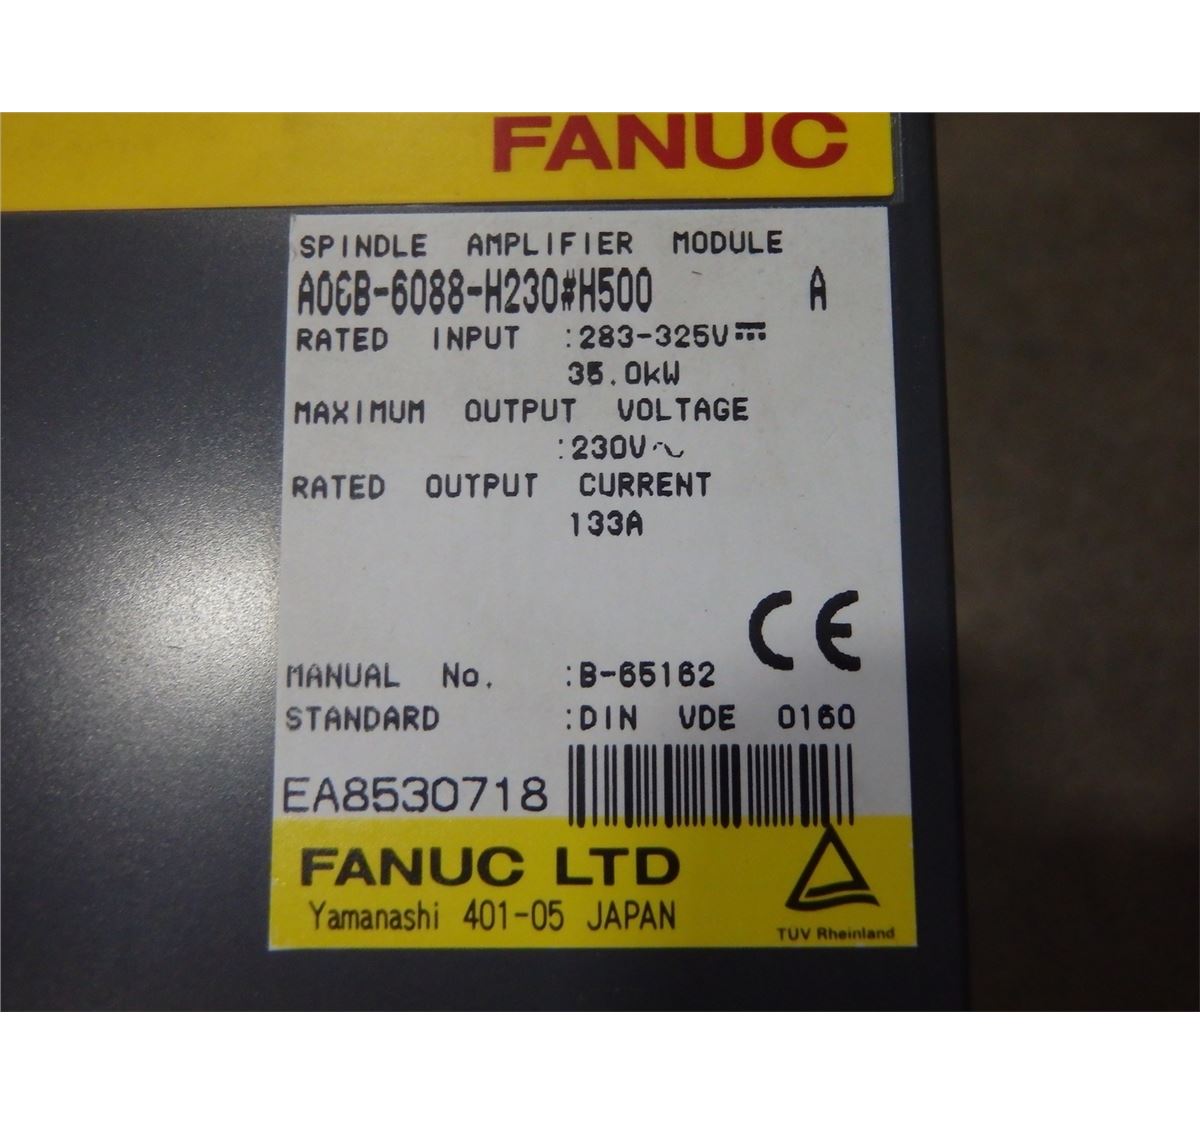 FANUC
SPINDLE AMPLIFIER MODULE
A06B-6088-H230#H500 A
RATED INPUT :283-325V⎓
35.0kW
MAXIMUM OUTPUT VOLTAGE
:230V～
RATED OUTPUT CURRENT
133A
CE
MANUAL No. :B-65162
STANDARD :DIN VDE 0160
EA8530718
FANUC LTD
Yamanashi 401-05 JAPAN
TÜV Rheinland